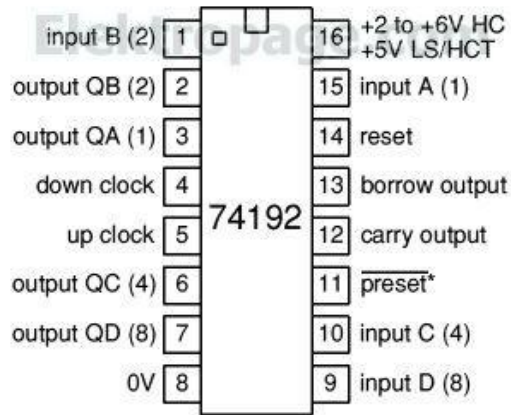 Elektropage.com
input B (2) 1 16 +2 to +6V HC
+5V LS/HCT
output QB (2) 2 15 input A (1)
output QA (1) 3 14 reset
down clock 4 13 borrow output
74192
up clock 5 12 carry output
output QC (4) 6 11 preset*
output QD (8) 7 10 input C (4)
0V 8 9 input D (8)